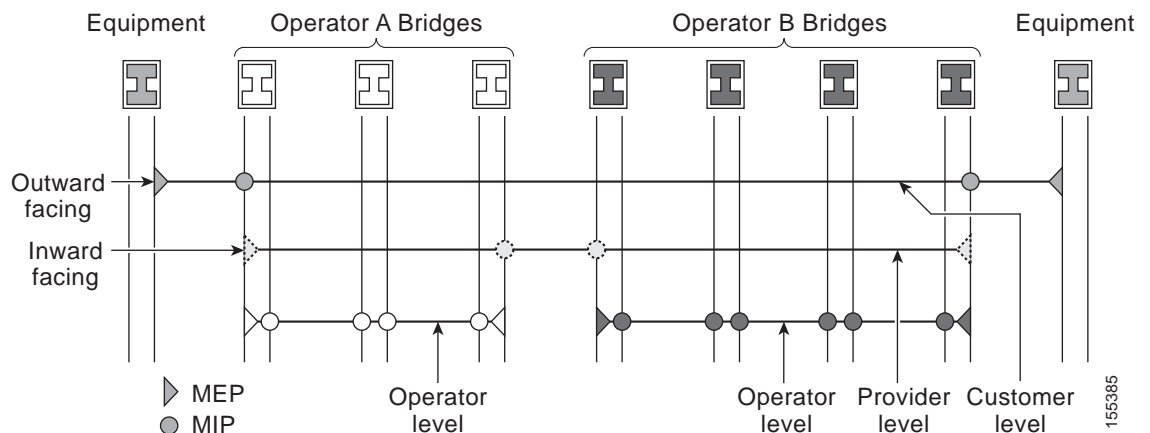 Equipment
Operator A Bridges
Operator B Bridges
Equipment
Outward
facing
Inward
facing
MEP
MIP
Operator
level
Operator
level
Provider
level
Customer
level
155385